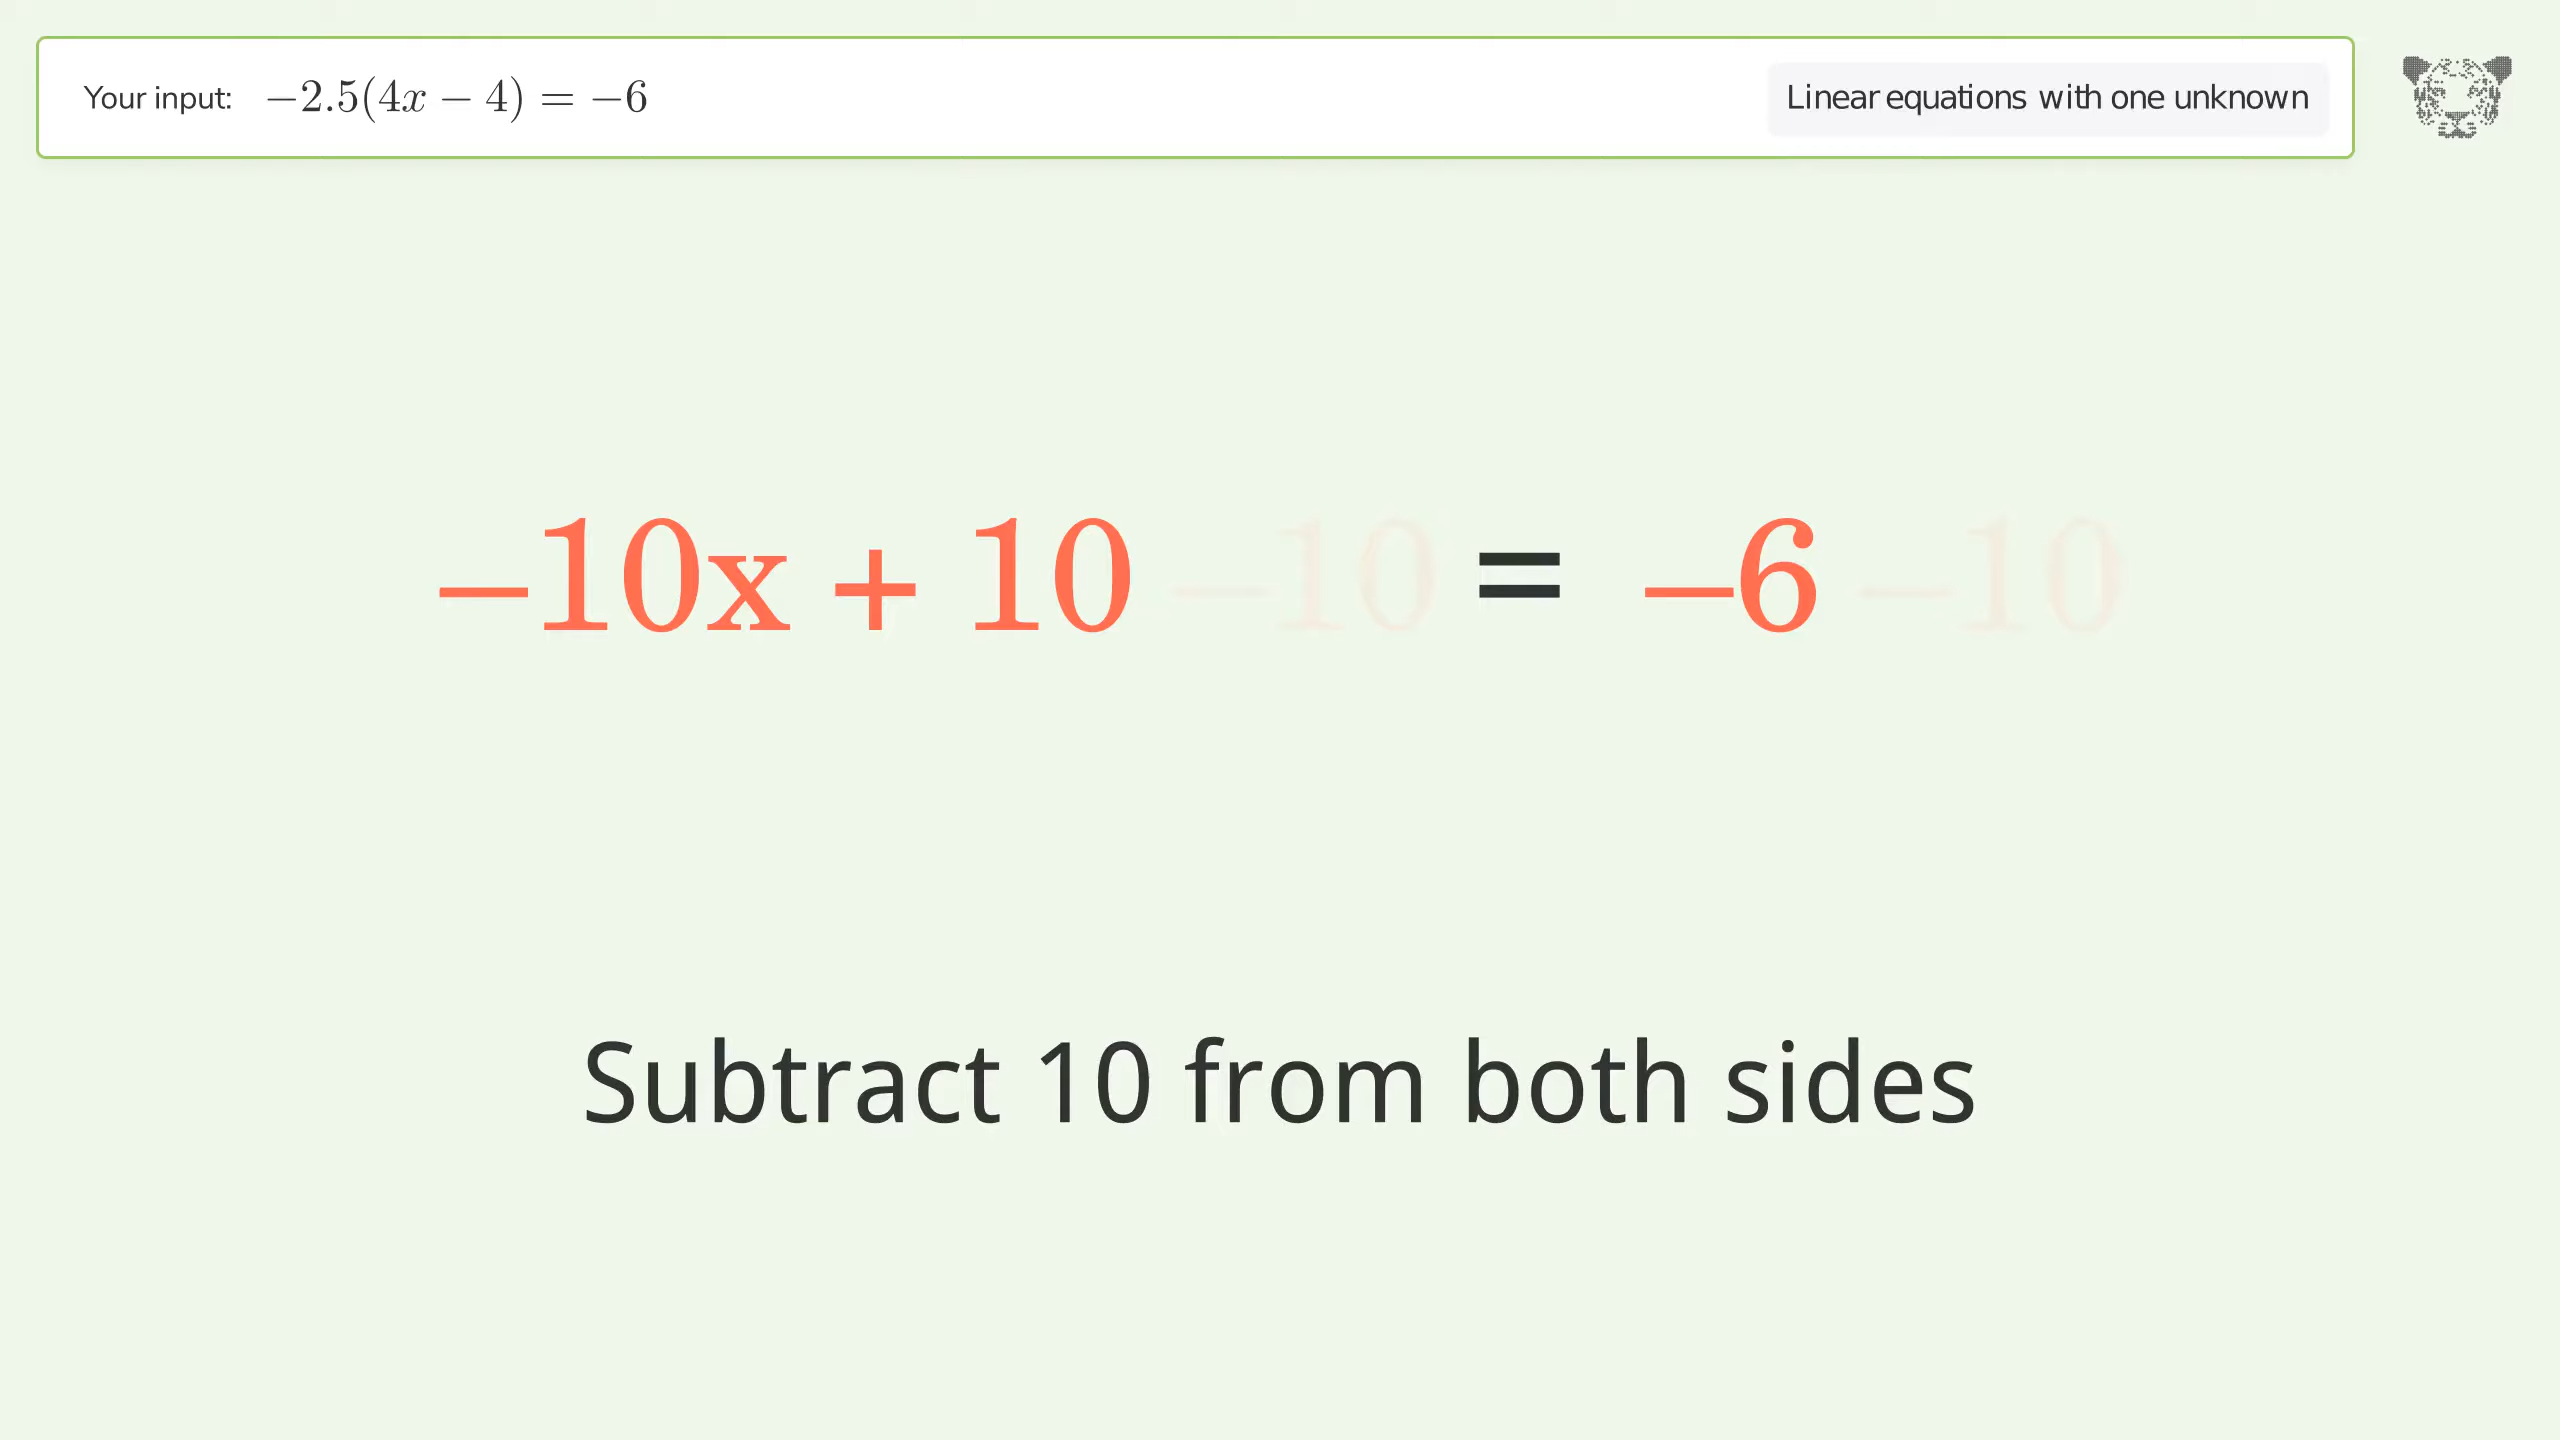 Your input: −2.5(4x − 4) = −6
Linear equations with one unknown
−10x + 10 −10 = −6 −10
Subtract 10 from both sides